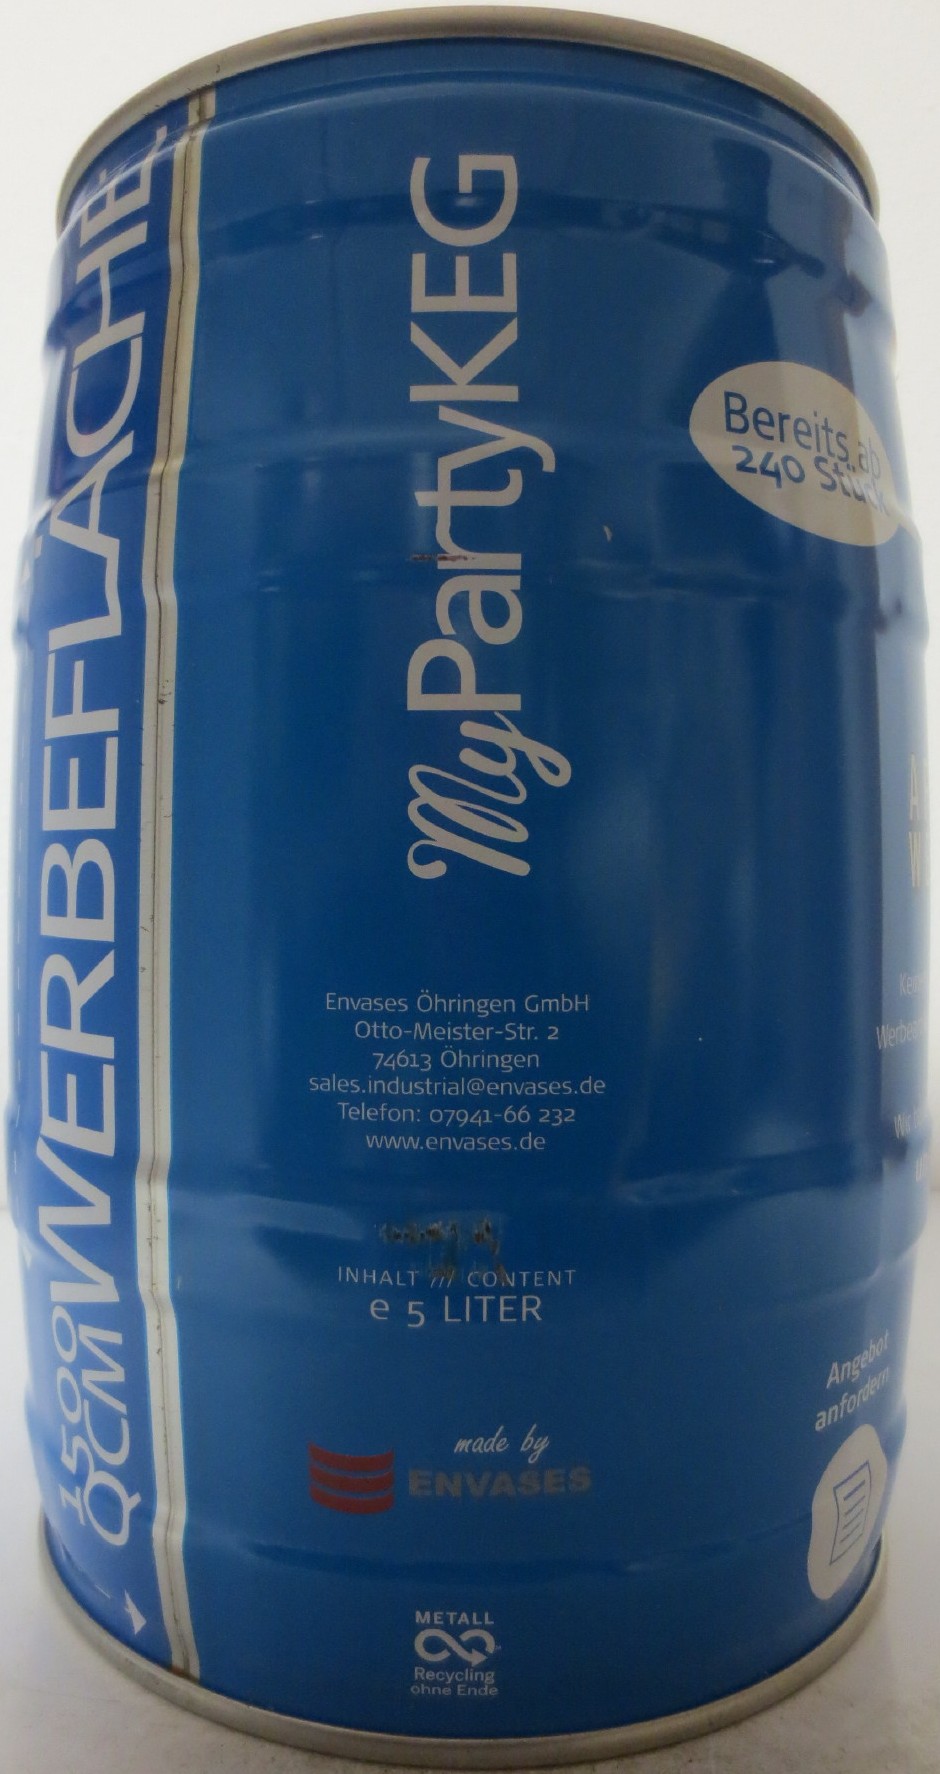 1500
QCM WERBEFLÄCHE
MyPartyKEG
Bereits ab
240 Stück
Envases Öhringen GmbH
Otto-Meister-Str. 2
74613 Öhringen
sales.industrial@envases.de
Telefon: 07941-66 232
www.envases.de
INHALT /// CONTENT
e 5 LITER
made by
ENVASES
Angebot
anfordern
METALL
Recycling
ohne Ende